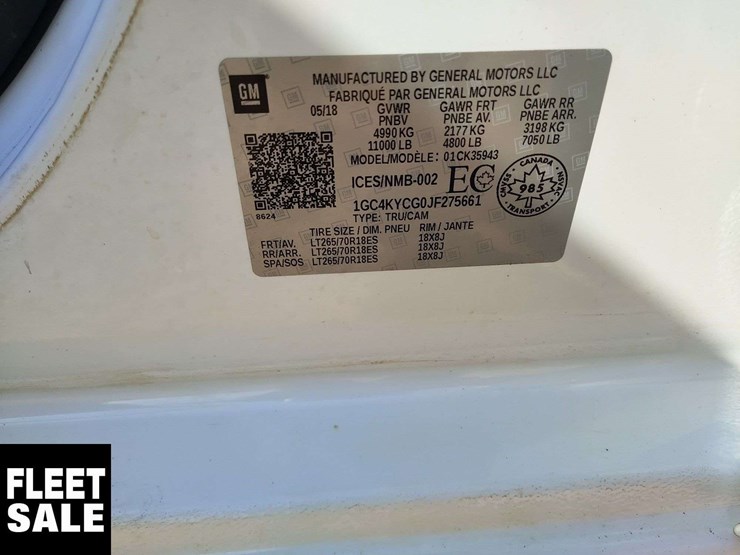 GM
MANUFACTURED BY GENERAL MOTORS LLC
FABRIQUÉ PAR GENERAL MOTORS LLC
05/18 GVWR GAWR FRT GAWR RR
PNBV PNBE AV. PNBE ARR.
4990 KG 2177 KG 3198 KG
11000 LB 4800 LB 7050 LB
MODEL/MODÈLE: 01CK35943
ICES/NMB-002 EC
CANADA
985
TRANSPORT
NSVAC
8624
1GC4KYCG0JF275661
TYPE: TRU/CAM
TIRE SIZE / DIM. PNEU RIM / JANTE
FRT/AV. LT265/70R18ES 18X8J
RR/ARR. LT265/70R18ES 18X8J
SPA/SOS LT265/70R18ES 18X8J
FLEET
SALE